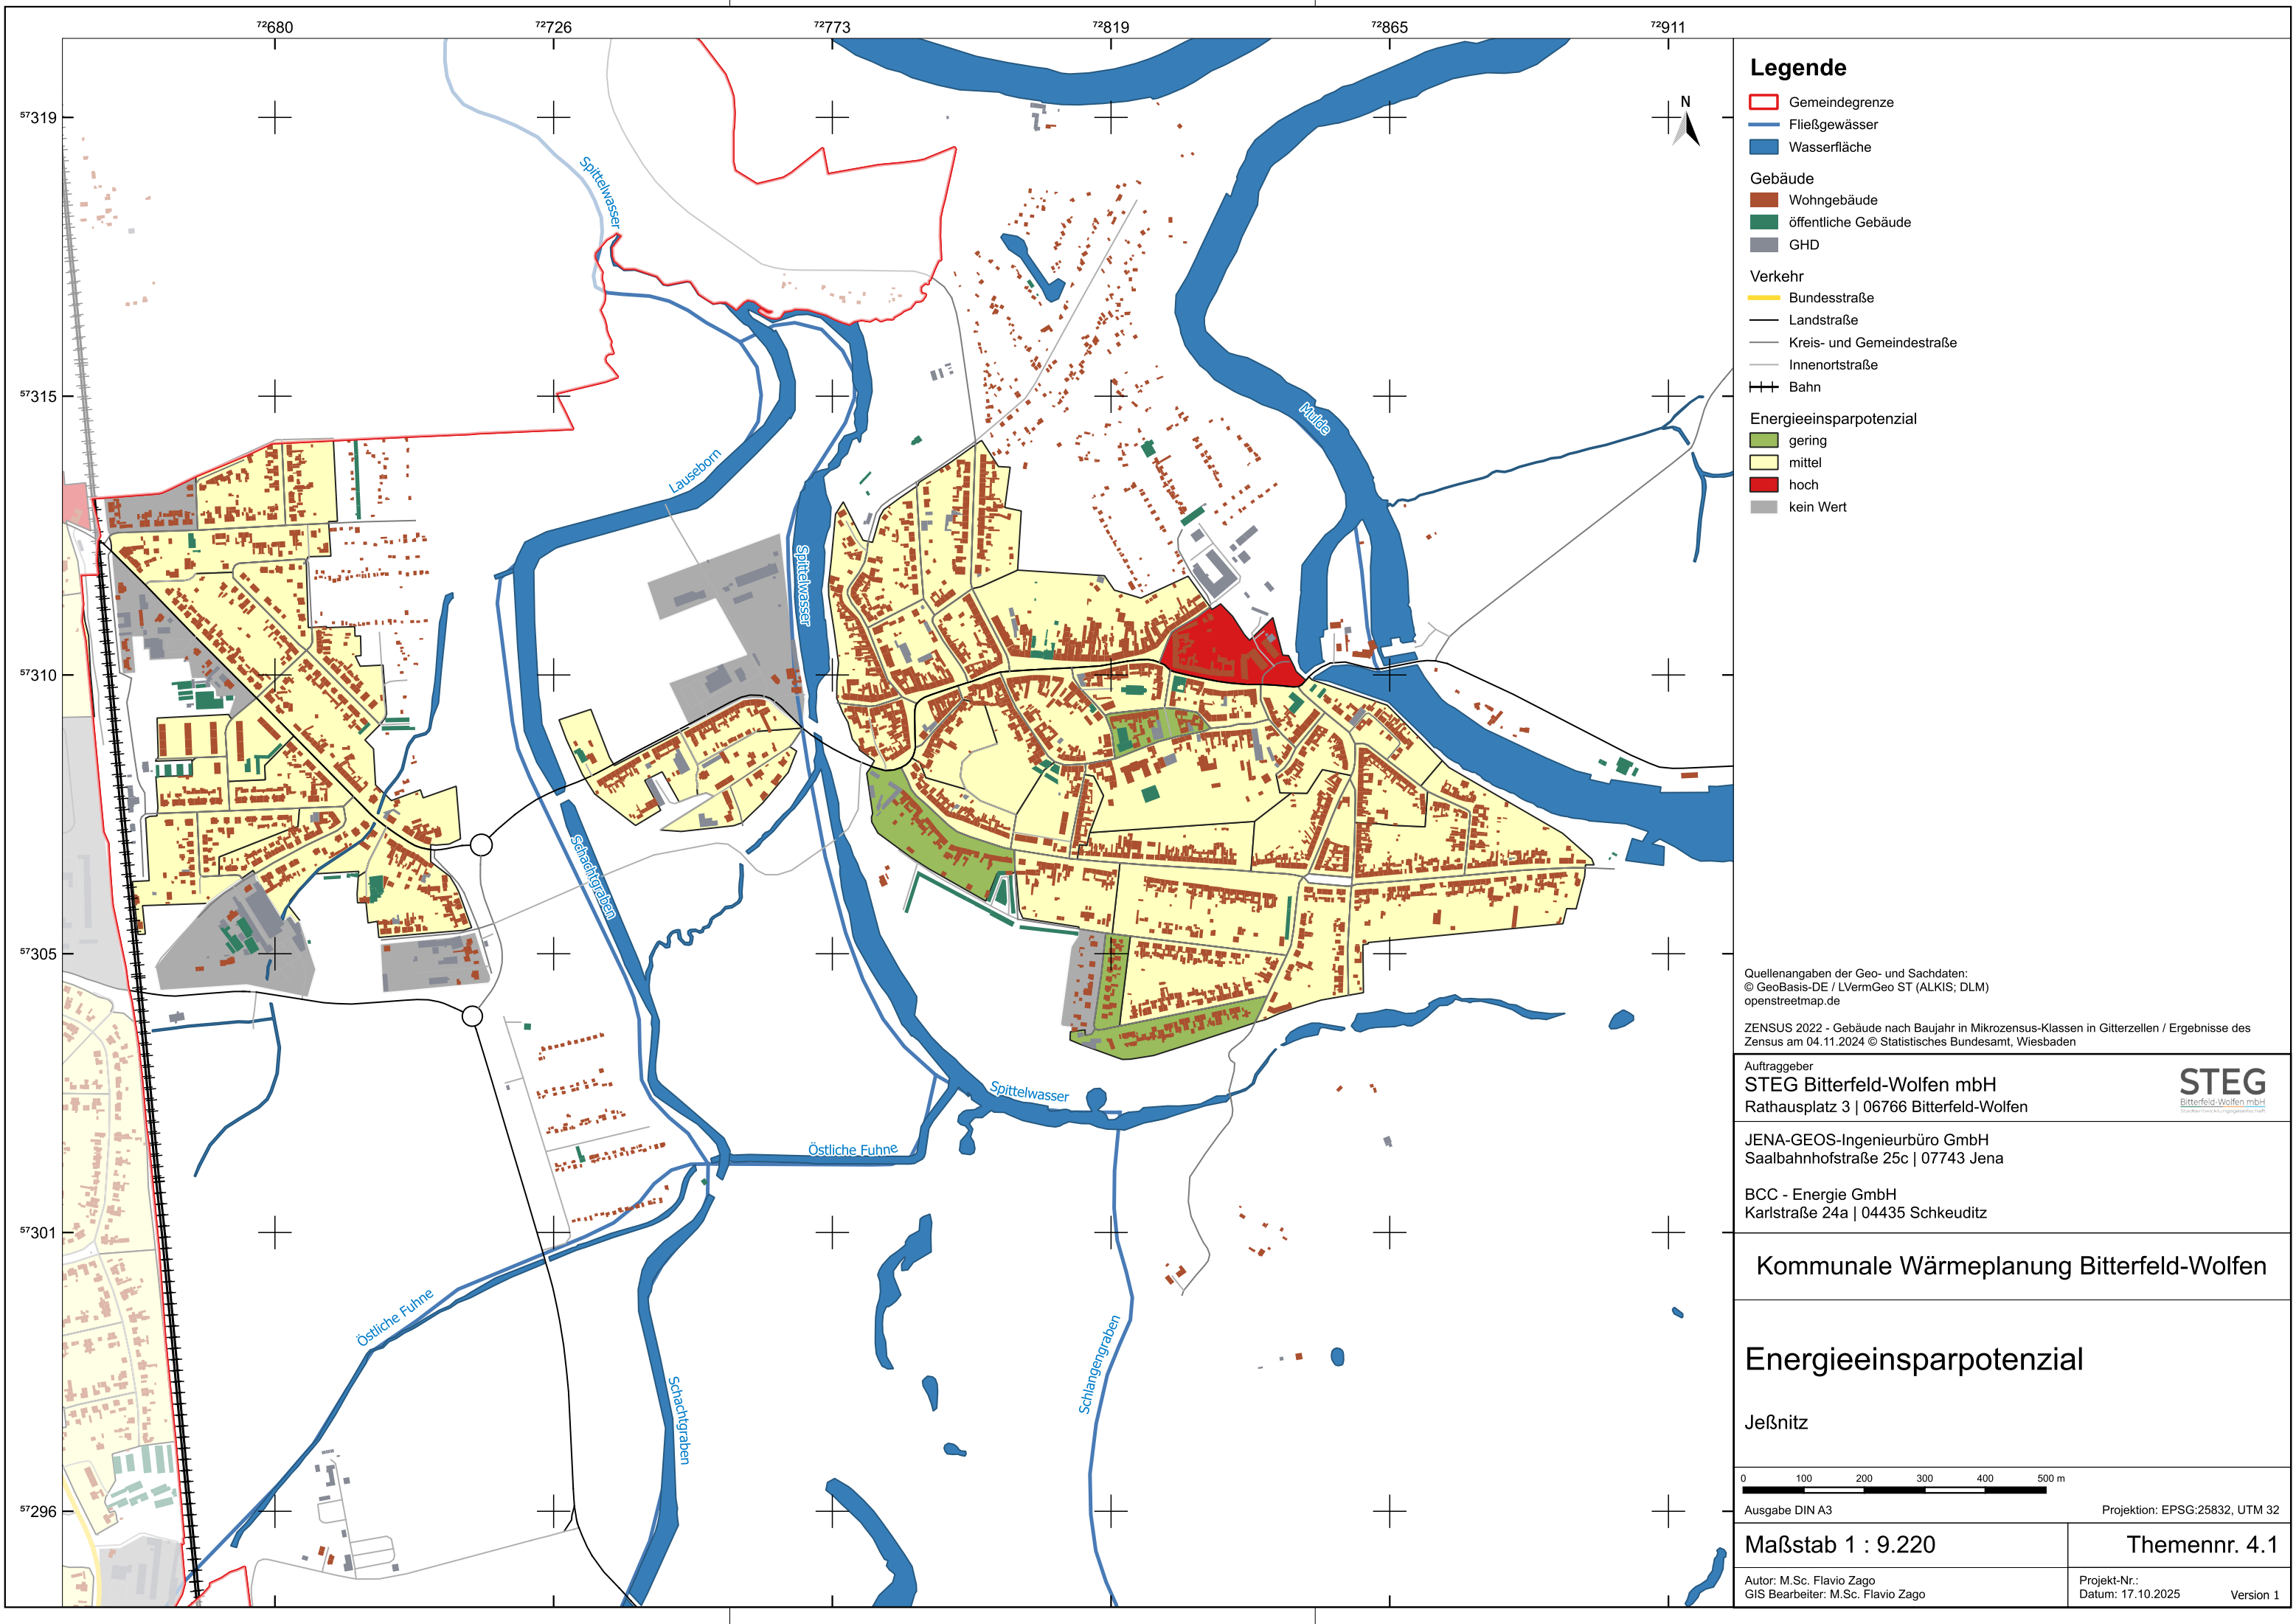 72680
72726
72773
72819
72865
72911
57319
57315
57310
57305
57301
57296
N
Spittelwasser
Lauseborn
Spittelwasser
Mulde
Schachtgraben
Spittelwasser
Östliche Fuhne
Östliche Fuhne
Schachtgraben
Schlangengraben
Legende
Gemeindegrenze
Fließgewässer
Wasserfläche
Gebäude
Wohngebäude
öffentliche Gebäude
GHD
Verkehr
Bundesstraße
Landstraße
Kreis- und Gemeindestraße
Innenortstraße
Bahn
Energieeinsparpotenzial
gering
mittel
hoch
kein Wert
Quellenangaben der Geo- und Sachdaten:
© GeoBasis-DE / LVermGeo ST (ALKIS; DLM)
openstreetmap.de
ZENSUS 2022 - Gebäude nach Baujahr in Mikrozensus-Klassen in Gitterzellen / Ergebnisse des
Zensus am 04.11.2024 © Statistisches Bundesamt, Wiesbaden
Auftraggeber
STEG Bitterfeld-Wolfen mbH
Rathausplatz 3 | 06766 Bitterfeld-Wolfen
STEG
Bitterfeld-Wolfen mbH
Stadtentwicklungsgesellschaft
JENA-GEOS-Ingenieurbüro GmbH
Saalbahnhofstraße 25c | 07743 Jena
BCC - Energie GmbH
Karlstraße 24a | 04435 Schkeuditz
Kommunale Wärmeplanung Bitterfeld-Wolfen
Energieeinsparpotenzial
Jeßnitz
0 100 200 300 400 500 m
Ausgabe DIN A3
Projektion: EPSG:25832, UTM 32
Maßstab 1 : 9.220
Themennr. 4.1
Autor: M.Sc. Flavio Zago
GIS Bearbeiter: M.Sc. Flavio Zago
Projekt-Nr.:
Datum: 17.10.2025
Version 1